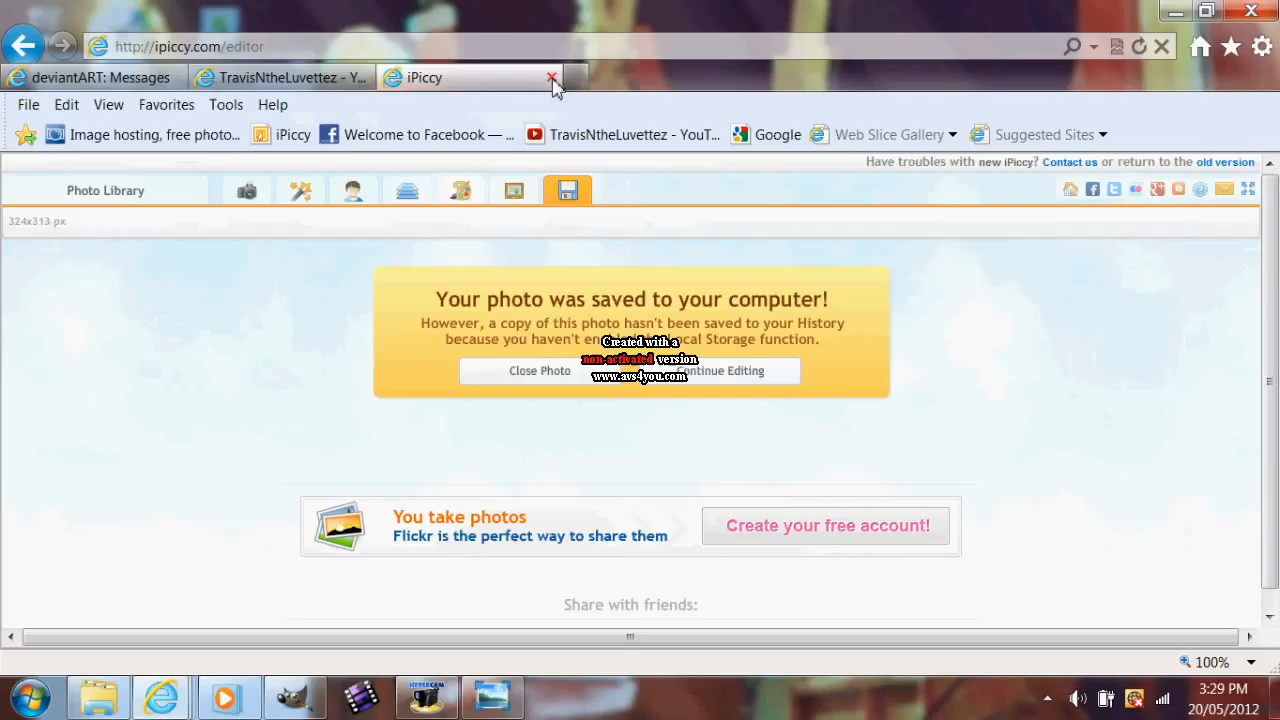 http://ipiccy.com/editor
deviantART: Messages
TravisNtheLuvettez - Y...
iPiccy
File Edit View Favorites Tools Help
Image hosting, free photo...
iPiccy
Welcome to Facebook — ...
TravisNtheLuvettez - YouT...
Google
Web Slice Gallery
Suggested Sites
Have troubles with new iPiccy? Contact us or return to the old version
Photo Library
324x313 px
Your photo was saved to your computer!
However, a copy of this photo hasn't been saved to your History
because you haven't Local Storage function.
Created with a
non-activated version
www.avs4you.com
Close Photo
Continue Editing
You take photos
Flickr is the perfect way to share them
Create your free account!
Share with friends:
100%
HYPERCAM
3:29 PM
20/05/2012